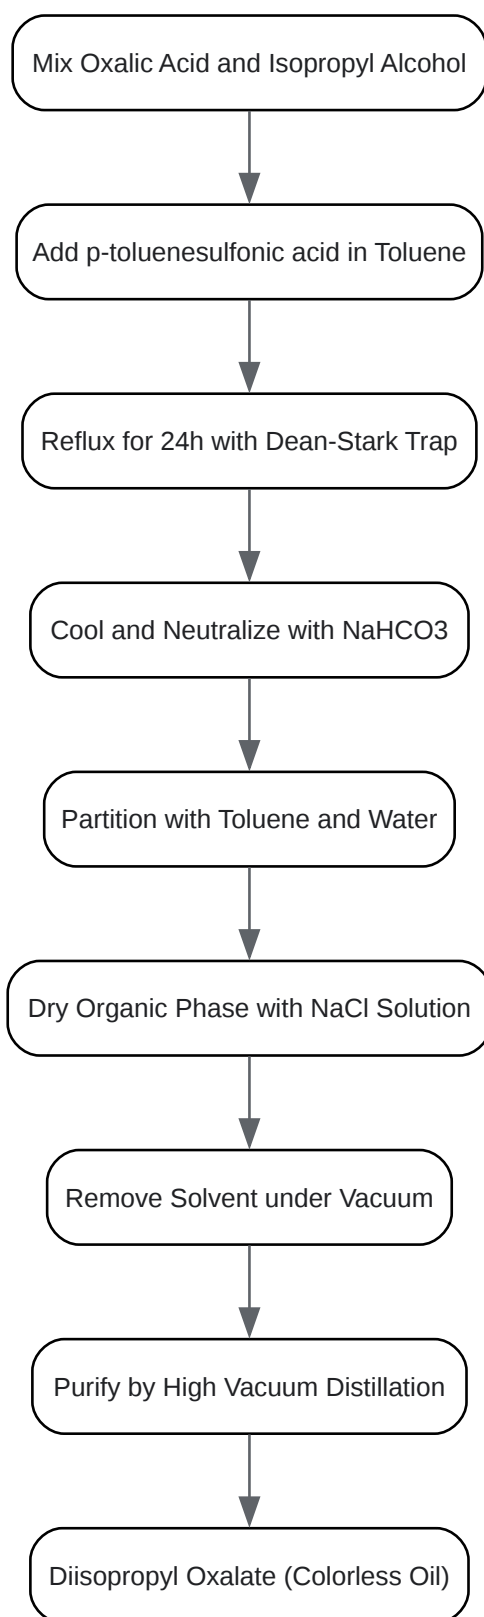 Mix Oxalic Acid and Isopropyl Alcohol
Add p-toluenesulfonic acid in Toluene
Reflux for 24h with Dean-Stark Trap
Cool and Neutralize with NaHCO3
Partition with Toluene and Water
Dry Organic Phase with NaCl Solution
Remove Solvent under Vacuum
Purify by High Vacuum Distillation
Diisopropyl Oxalate (Colorless Oil)